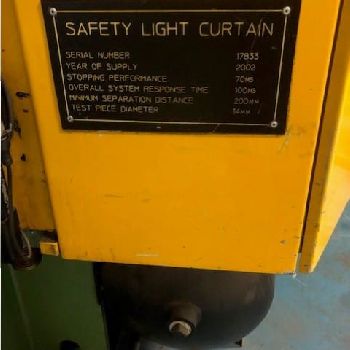 SAFETY LIGHT CURTAIN
SERIAL NUMBER 17833
YEAR OF SUPPLY 2002
STOPPING PERFORMANCE 70MS
OVERALL SYSTEM RESPONSE TIME 100MS
MINIMUM SEPARATION DISTANCE 200MM
TEST PIECE DIAMETER 34MM